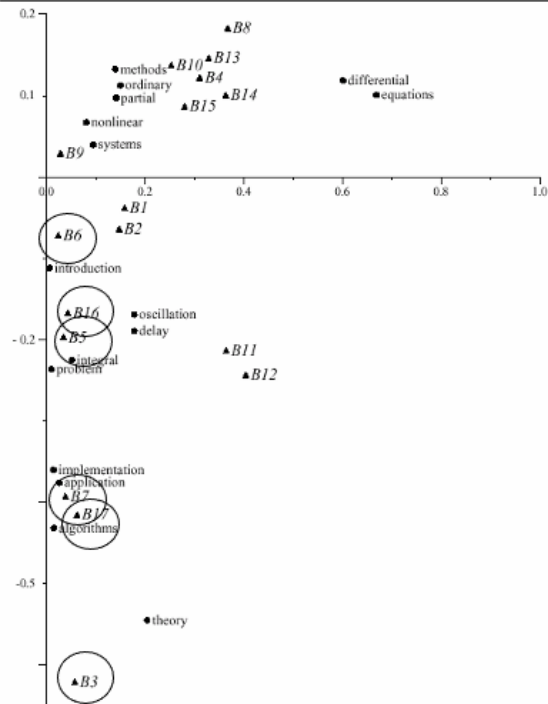 0.2
B8
B13
B10
methods
B4
differential
ordinary
partial
B14
equations
0.1
B15
nonlinear
systems
B9
0.0 0.2 0.4 0.6 0.8 1.0
B1
B2
B6
introduction
B16
oscillation
delay
B5
-0.2
B11
integral
problem
B12
implementation
application
B7
B17
algorithms
-0.5
theory
B3